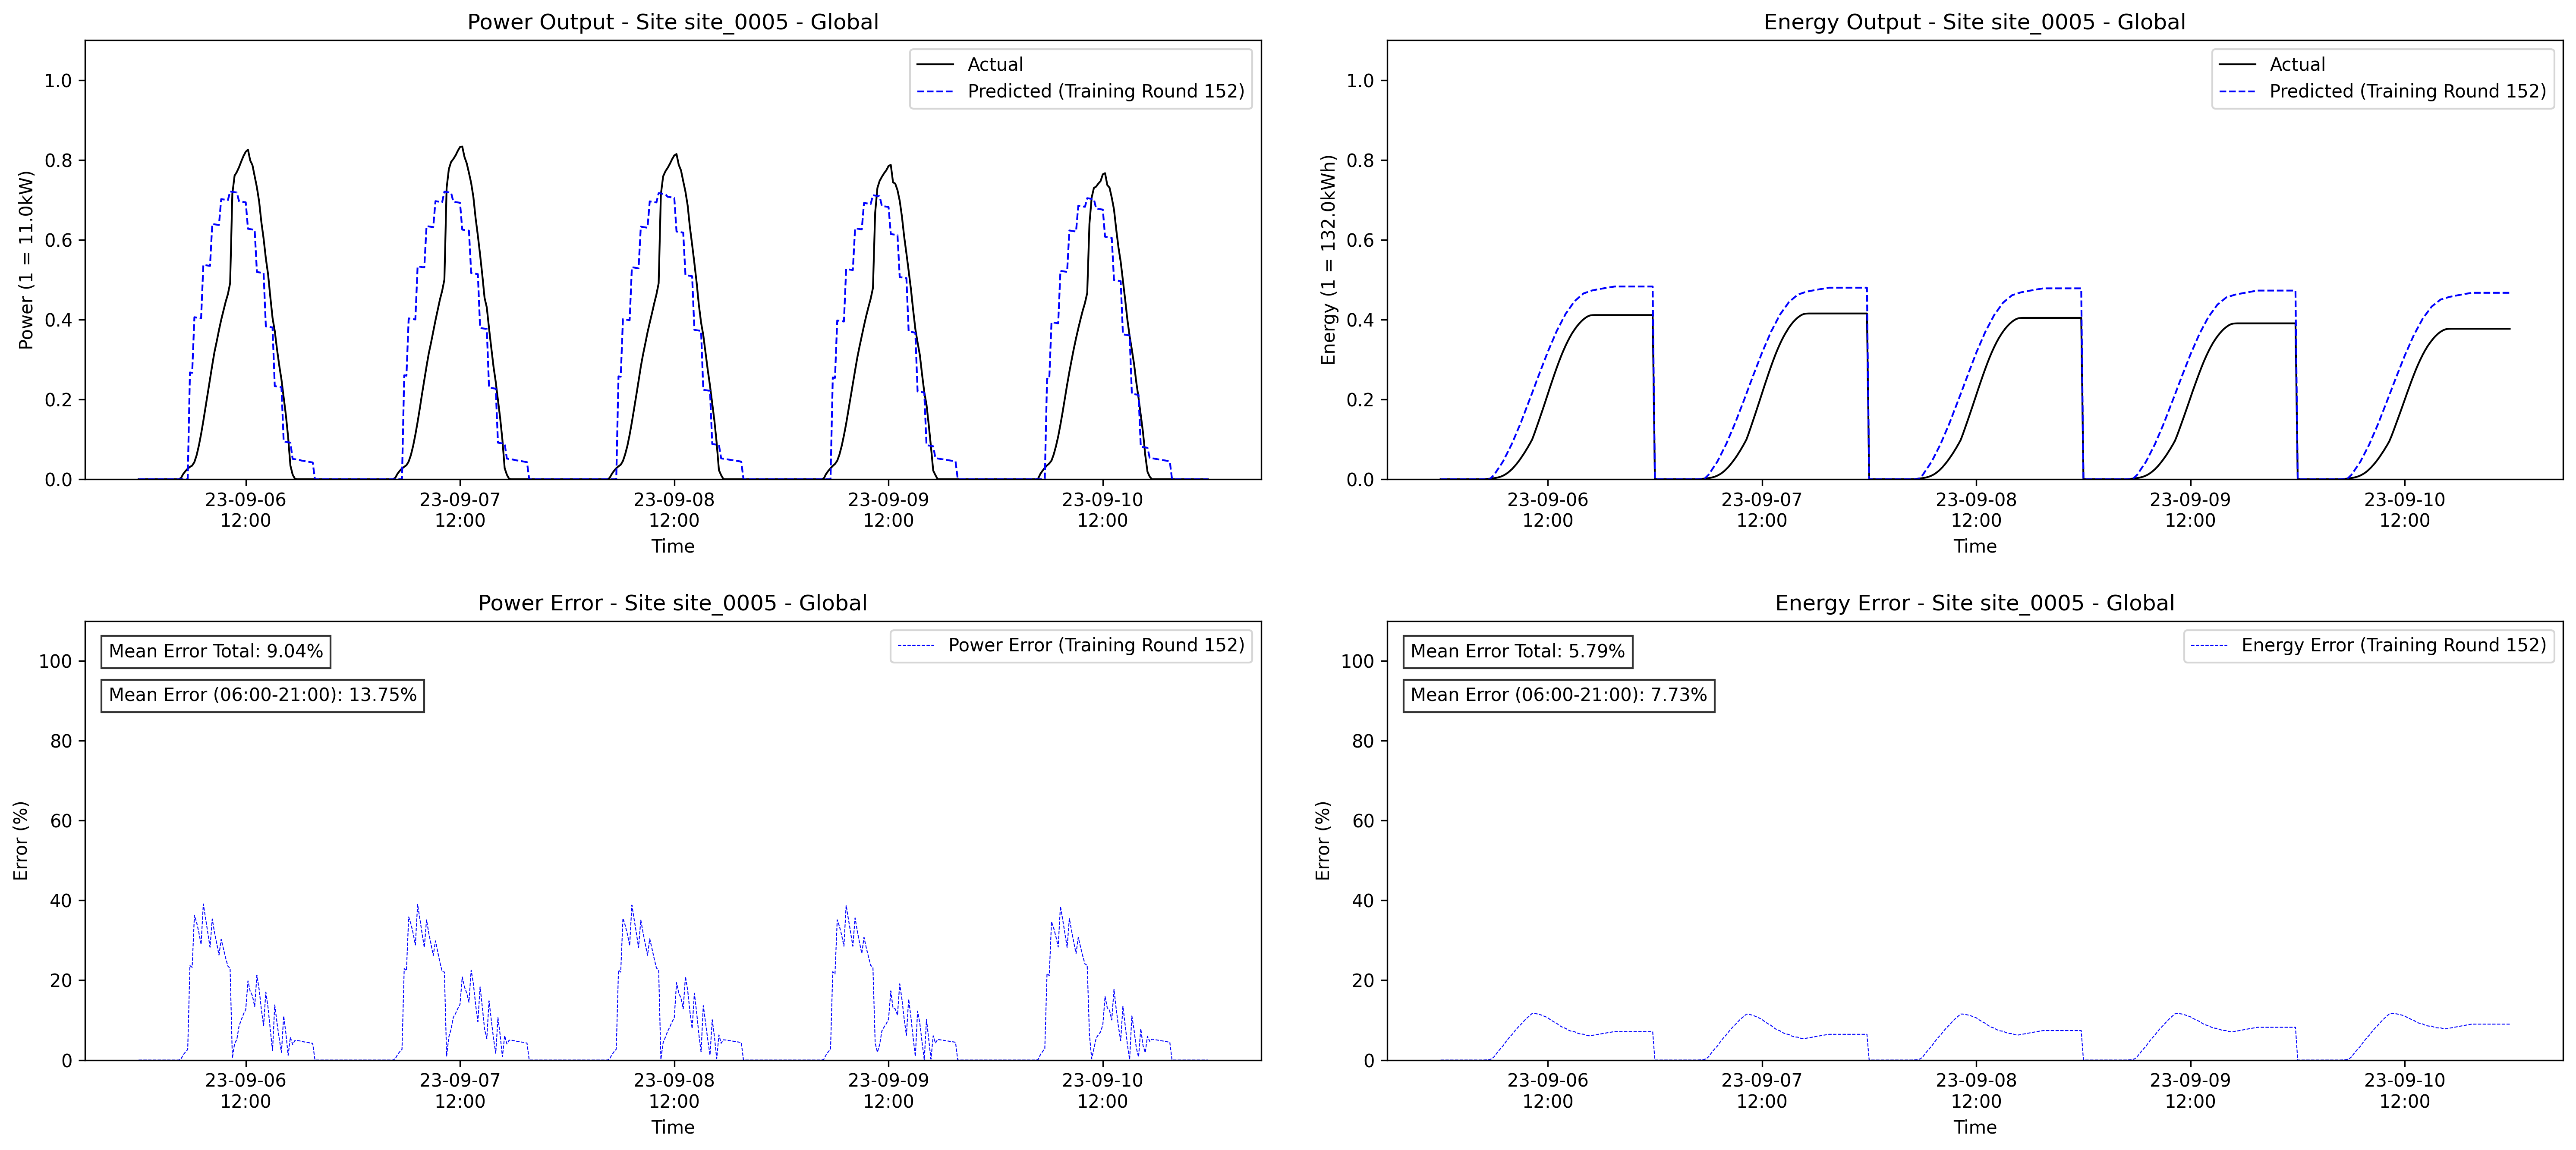 Power Output - Site site_0005 - Global
Actual
Predicted (Training Round 152)
Power (1 = 11.0kW)
1.0
0.8
0.6
0.4
0.2
0.0
23-09-06
12:00
23-09-07
12:00
23-09-08
12:00
23-09-09
12:00
23-09-10
12:00
Time
Energy Output - Site site_0005 - Global
Actual
Predicted (Training Round 152)
Energy (1 = 132.0kWh)
1.0
0.8
0.6
0.4
0.2
0.0
23-09-06
12:00
23-09-07
12:00
23-09-08
12:00
23-09-09
12:00
23-09-10
12:00
Time
Power Error - Site site_0005 - Global
Mean Error Total: 9.04%
Mean Error (06:00-21:00): 13.75%
Power Error (Training Round 152)
Error (%)
100
80
60
40
20
0
23-09-06
12:00
23-09-07
12:00
23-09-08
12:00
23-09-09
12:00
23-09-10
12:00
Time
Energy Error - Site site_0005 - Global
Mean Error Total: 5.79%
Mean Error (06:00-21:00): 7.73%
Energy Error (Training Round 152)
Error (%)
100
80
60
40
20
0
23-09-06
12:00
23-09-07
12:00
23-09-08
12:00
23-09-09
12:00
23-09-10
12:00
Time